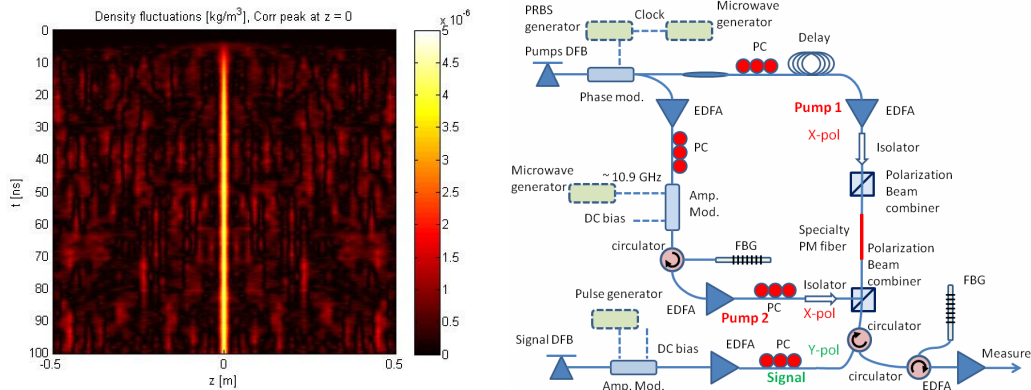 Density fluctuations [kg/m³], Corr peak at z = 0
x 10⁻⁶
0
10
20
30
40
50
60
70
80
90
100
t [ns]
-0.5
0
0.5
z [m]
5
4.5
4
3.5
3
2.5
2
1.5
1
0.5
0
PRBS
generator
Clock
Microwave
generator
Pumps DFB
Phase mod.
PC
Delay
EDFA
Pump 1
EDFA
X-pol
PC
Isolator
Microwave
generator
~ 10.9 GHz
Polarization
Beam
combiner
Amp.
Mod.
DC bias
circulator
FBG
Specialty
PM fiber
Polarization
Beam
combiner
FBG
Isolator
EDFA
PC
Pump 2
X-pol
Pulse generator
circulator
Signal DFB
DC bias
EDFA
PC
Y-pol
Signal
Amp. Mod.
circulator
EDFA
Measure